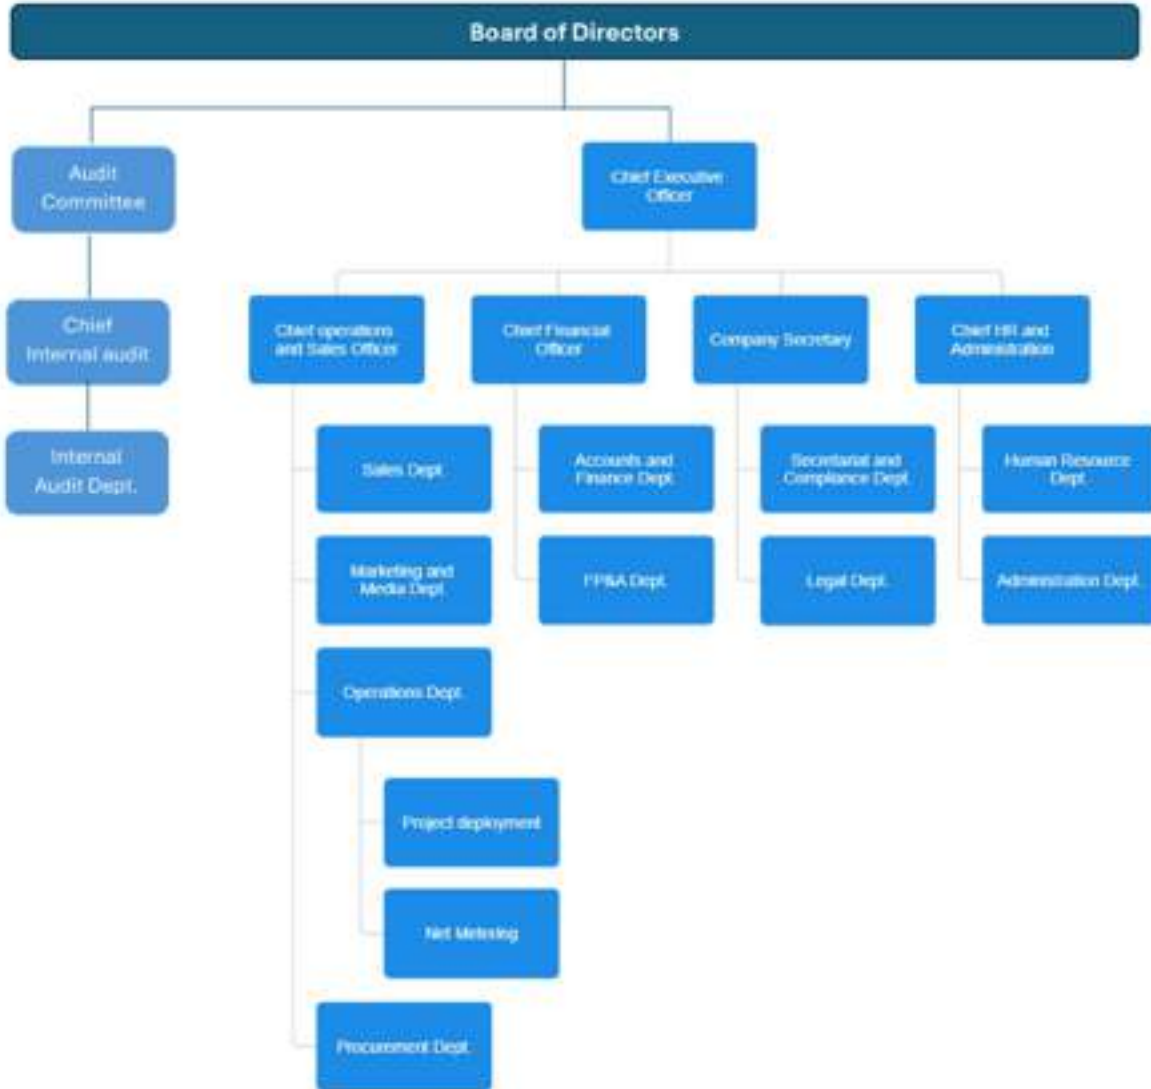 Board of Directors
Audit
Committee
Chief Executive
Officer
Chief
Internal audit
Chief operations
and Sales Officer
Chief Financial
Officer
Company Secretary
Chief HR and
Administration
Internal
Audit Dept.
Sales Dept.
Accounts and
Finance Dept.
Secretariat and
Compliance Dept.
Human Resource
Dept.
Marketing and
Media Dept.
FP&A Dept.
Legal Dept.
Administration Dept.
Operations Dept.
Project deployment
Net Metering
Procurement Dept.